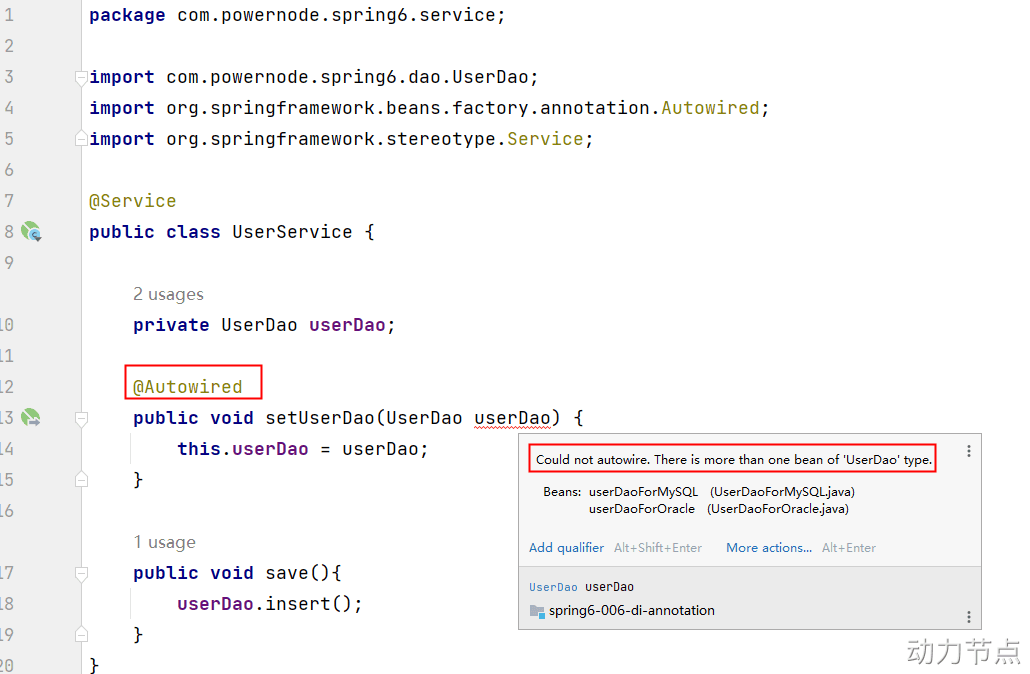 1 package com.powernode.spring6.service;
2
3 import com.powernode.spring6.dao.UserDao;
4 import org.springframework.beans.factory.annotation.Autowired;
5 import org.springframework.stereotype.Service;
6
7 @Service
8 public class UserService {
9
2 usages
10 private UserDao userDao;
11
12 @Autowired
13 public void setUserDao(UserDao userDao) {
14 this.userDao = userDao;
15 }
16
1 usage
17 public void save(){
18 userDao.insert();
19 }
20 }
Could not autowire. There is more than one bean of 'UserDao' type.
Beans: userDaoForMySQL (UserDaoForMySQL.java)
userDaoForOracle (UserDaoForOracle.java)
Add qualifier Alt+Shift+Enter More actions... Alt+Enter
UserDao userDao
spring6-006-di-annotation
动力节点